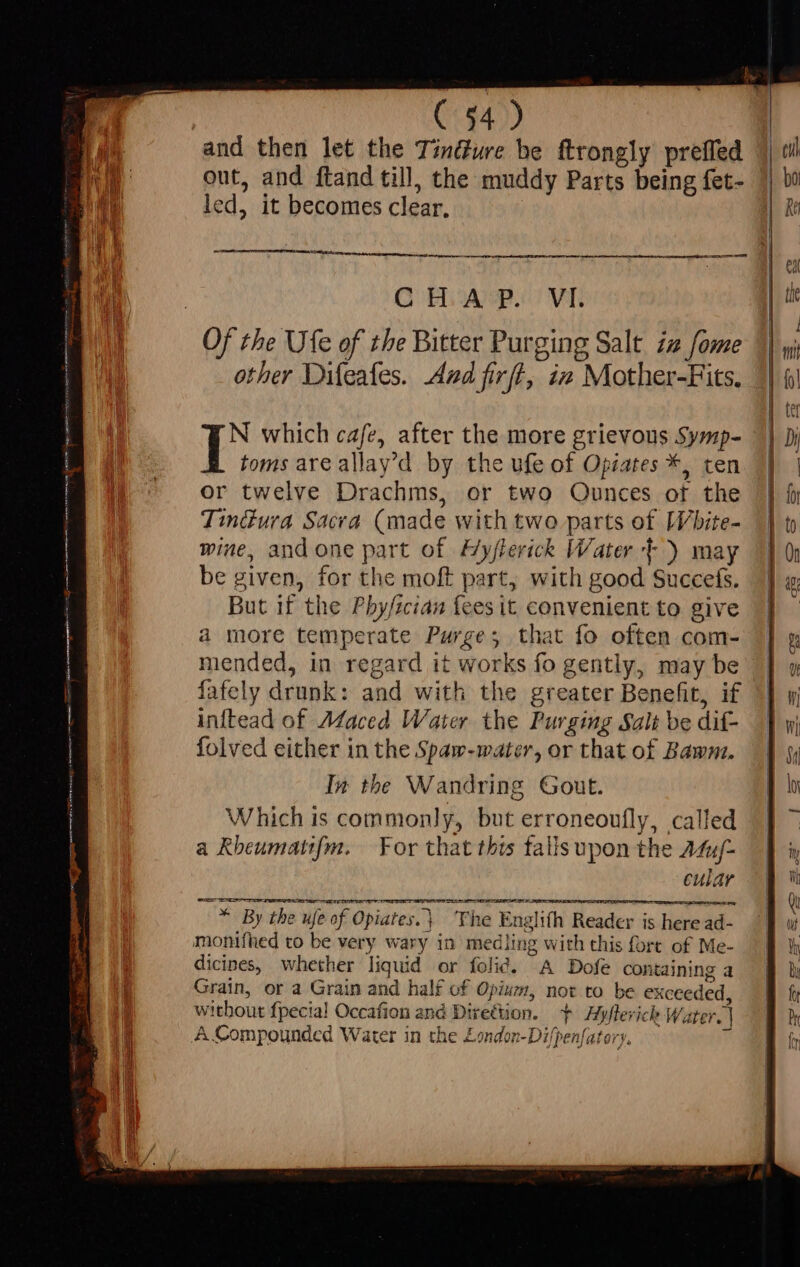 ( 54 )
and then let the Tinćture be ſtrongly preſſed
out, and ſtand till, the muddy Parts being ſet-
led, it becomes clear.
CHAP. VI.
Of the Uſe of the Bitter Purging Salt in ſome
other Diſeaſes. And firſt, in Mother-Fits.
IN which caſe, after the more grievous Symp-
toms are allay'd by the uſe of Opiates *, ten
or twelve Drachms, or two Ounces of the
Tinctura Sacra (made with two parts of White-
wine, and one part of Hyſterick Water † ) may
be given, for the moſt part, with good Succeſs.
But if the Phyſician ſees it convenient to give
a more temperate Purge; that ſo often com-
mended, in regard it works ſo gently, may be
ſafely drunk: and with the greater Benefit, if
inſtead of Maced Water the Purging Salt be diſ-
ſolved either in the Spaw-water, or that of Bawm.
In the Wandring Gout.
Which is commonly, but erroneouſly, called
a Rheumatiſm. For that this falls upon the Muſ-
cular
* By the uſe of Opiates.] The Engliſh Reader is here ad-
moniſhed to be very wary in medling with this ſort of Me-
dicines, whether liquid or ſolid. A Doſe containing a
Grain, or a Grain and half of Opium, not to be exceeded,
without ſpecial Occaſion and Direction. † Hyſterick Water.]
A Compounded Water in the London-Diſpenſatory.